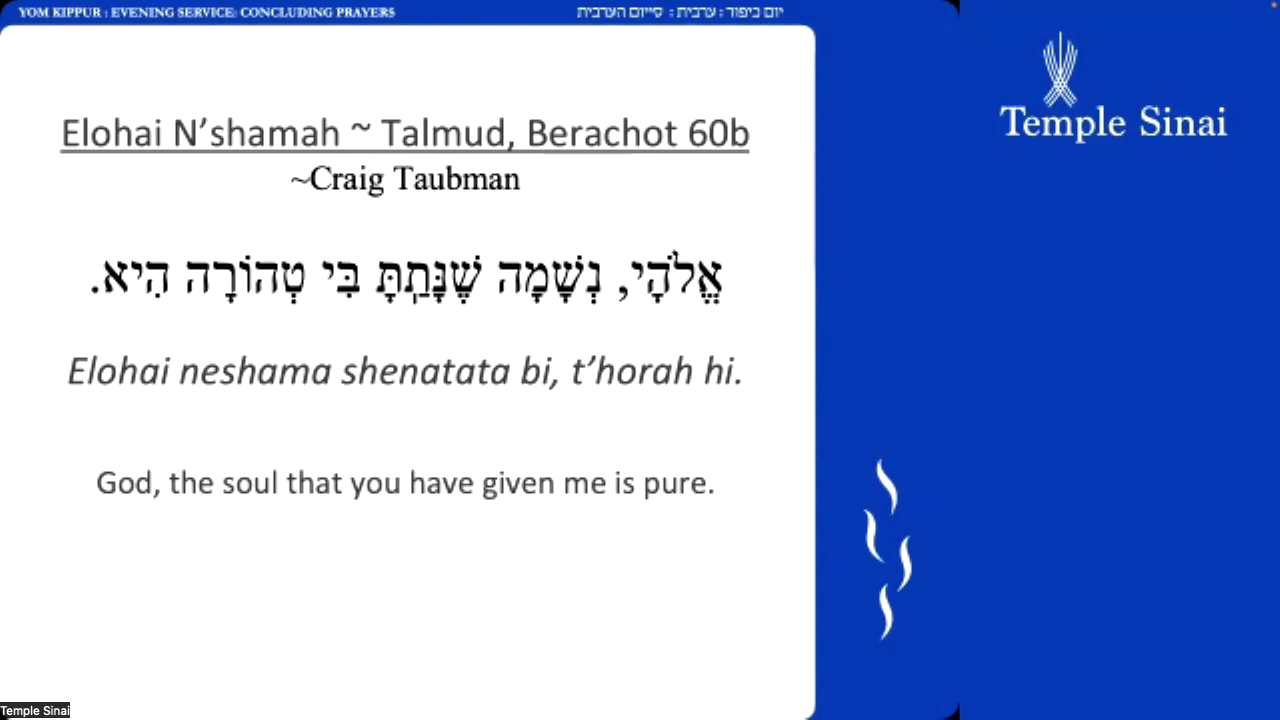 YOM KIPPUR : EVENING SERVICE: CONCLUDING PRAYERS
יום כיפור : ערבית : סייום הערבית
Temple Sinai
Elohai N’shamah ~ Talmud, Berachot 60b
~Craig Taubman
אֱלֹהָי, נְשָׁמָה שֶׁנָּתַתָּ בִּי טְהוֹרָה הִיא.
Elohai neshama shenatata bi, t’horah hi.
God, the soul that you have given me is pure.
Temple Sinai